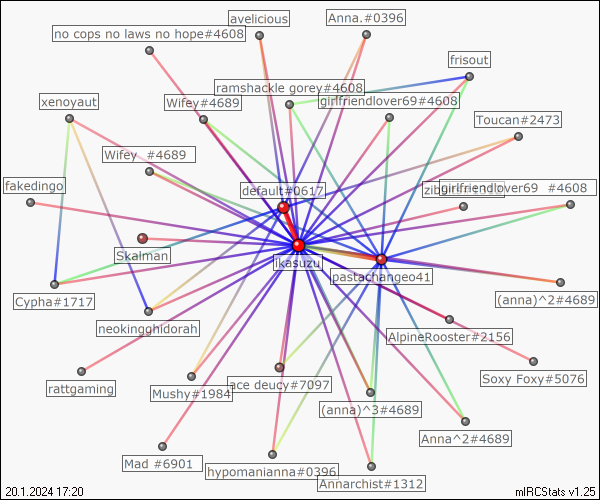 avelicious
Anna.#0396
no cops no laws no hope#4608
frisout
ramshackle gorey#4608
xenoyaut
Wifey#4689
girlfriendlover69#4608
Toucan#2473
Wifey #4689
fakedingo
default#0617
girlfriendlover69 #4608
Skalman
ikasuzu
pastachangeo41
Cypha#1717
(anna)^2#4689
neokingghidorah
AlpineRooster#2156
rattgaming
Mushy#1984
ace deucy#7097
Soxy Foxy#5076
(anna)^3#4689
Anna^2#4689
Mad #6901
hypomanianna#0396
Annarchist#1312
20.1.2024 17:20
mIRCStats v1.25